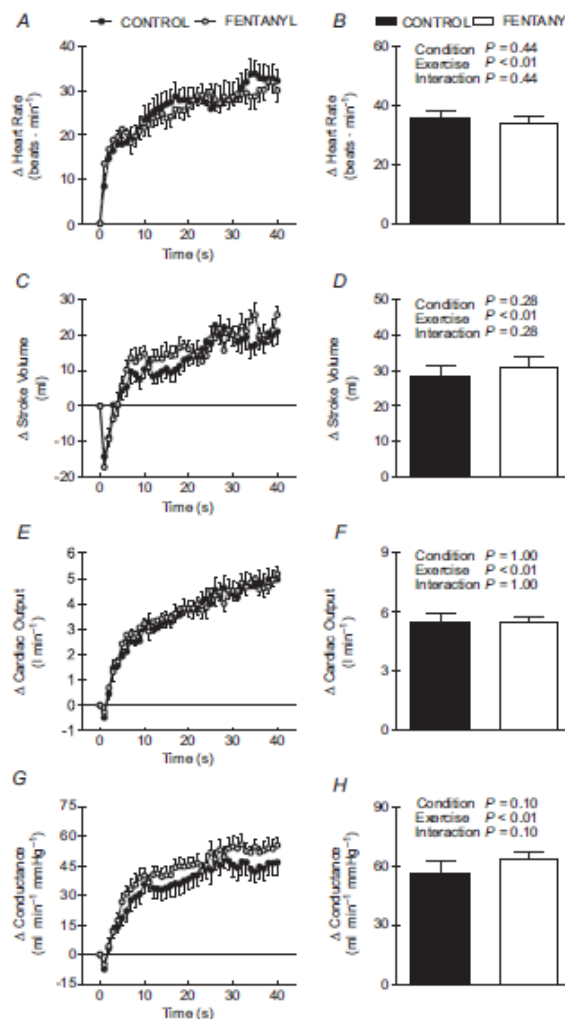 A CONTROL FENTANYL
Δ Heart Rate
(beats · min⁻¹)
40
30
20
10
0
0 10 20 30 40
Time (s)
B CONTROL FENTANYL
Condition P = 0.44
Exercise P < 0.01
Interaction P = 0.44
Δ Heart Rate
(beats · min⁻¹)
60
40
20
0
C
Δ Stroke Volume
(ml)
30
20
10
0
-10
-20
0 10 20 30 40
Time (s)
D
Condition P = 0.28
Exercise P < 0.01
Interaction P = 0.28
Δ Stroke Volume
(ml)
50
40
30
20
10
0
E
Δ Cardiac Output
(l min⁻¹)
6
5
4
3
2
1
0
-1
0 10 20 30 40
Time (s)
F
Condition P = 1.00
Exercise P < 0.01
Interaction P = 1.00
Δ Cardiac Output
(l min⁻¹)
9
6
3
0
G
Δ Conductance
(ml min⁻¹ mmHg⁻¹)
75
60
45
30
15
0
-15
0 10 20 30 40
Time (s)
H
Condition P = 0.10
Exercise P < 0.01
Interaction P = 0.10
Δ Conductance
(ml min⁻¹ mmHg⁻¹)
90
60
30
0